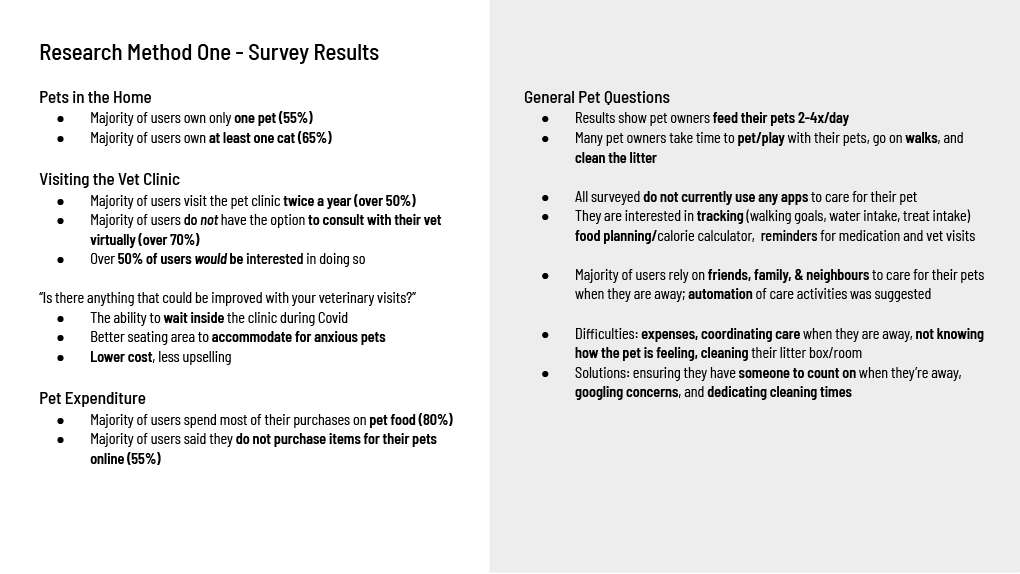 Research Method One - Survey Results
Pets in the Home
● Majority of users own only one pet (55%)
● Majority of users own at least one cat (65%)
Visiting the Vet Clinic
● Majority of users visit the pet clinic twice a year (over 50%)
● Majority of users do not have the option to consult with their vet
virtually (over 70%)
● Over 50% of users would be interested in doing so
“Is there anything that could be improved with your veterinary visits?”
● The ability to wait inside the clinic during Covid
● Better seating area to accommodate for anxious pets
● Lower cost, less upselling
Pet Expenditure
● Majority of users spend most of their purchases on pet food (80%)
● Majority of users said they do not purchase items for their pets
online (55%)
General Pet Questions
● Results show pet owners feed their pets 2-4x/day
● Many pet owners take time to pet/play with their pets, go on walks, and
clean the litter
● All surveyed do not currently use any apps to care for their pet
● They are interested in tracking (walking goals, water intake, treat intake)
food planning/calorie calculator, reminders for medication and vet visits
● Majority of users rely on friends, family, & neighbours to care for their pets
when they are away; automation of care activities was suggested
● Difficulties: expenses, coordinating care when they are away, not knowing
how the pet is feeling, cleaning their litter box/room
● Solutions: ensuring they have someone to count on when they’re away,
googling concerns, and dedicating cleaning times